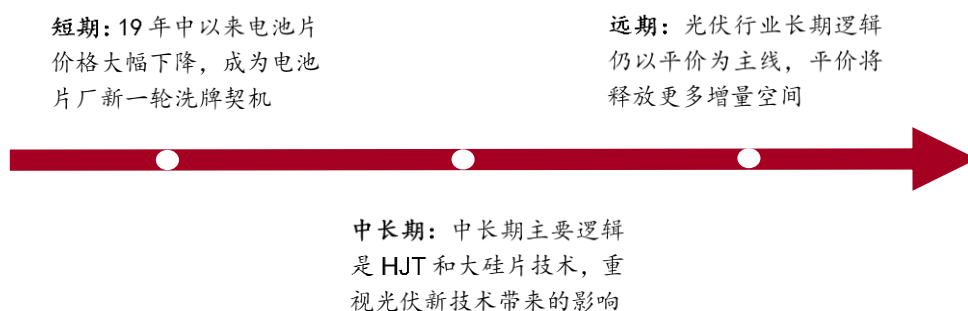 短期：19 年中以来电池片
价格大幅下降，成为电池
片厂新一轮洗牌契机
远期：光伏行业长期逻辑
仍以平价为主线，平价将
释放更多增量空间
中长期：中长期主要逻辑
是 HJT 和大硅片技术，重
视光伏新技术带来的影响